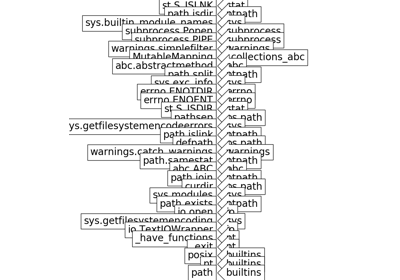 st.S_ISLNK stat
path.isdir ntpath
sys.builtin_module_names sys
subprocess.Popen subprocess
subprocess.PIPE subprocess
warnings.simplefilter warnings
MutableMapping collections_abc
abc.abstractmethod abc
path.split ntpath
sys.exc_info sys
errno.ENOTDIR errno
errno.ENOENT errno
st.S_ISDIR stat
pathsep os.path
sys.getfilesystemencodeerrors sys
path.islink ntpath
defpath os.path
warnings.catch_warnings warnings
path.samestat ntpath
abc.ABC abc
path.join ntpath
curdir os.path
sys.modules sys
path.exists ntpath
io.open io
sys.getfilesystemencoding sys
io.TextIOWrapper io
_have_functions nt
_exit nt
posix builtins
nt builtins
path builtins